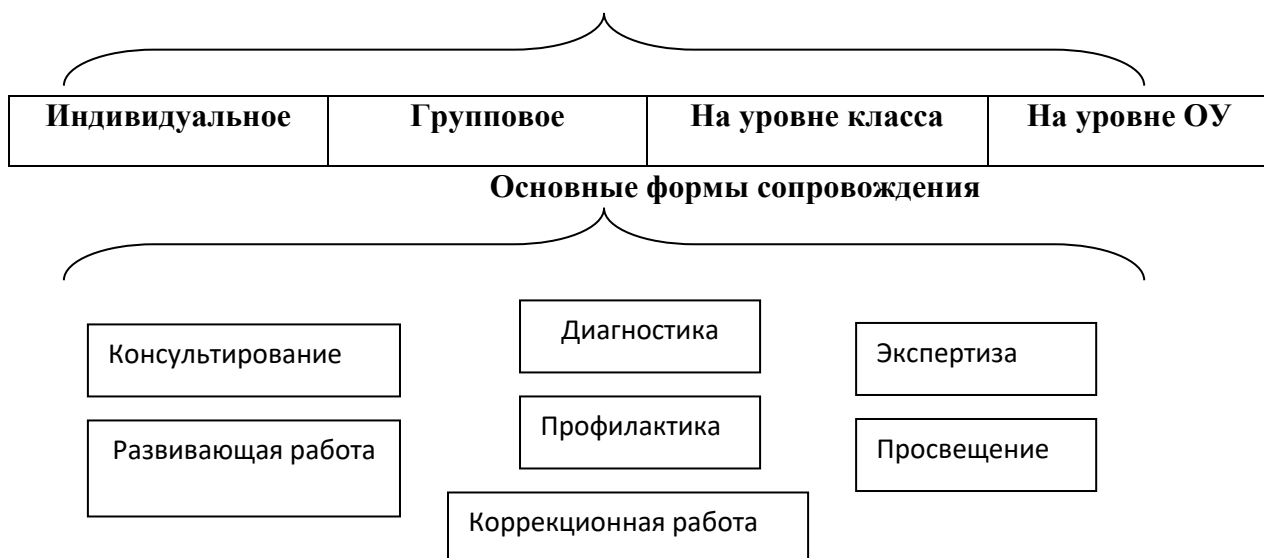 Индивидуальное Групповое На уровне класса На уровне ОУ
Основные формы сопровождения
Консультирование
Диагностика
Экспертиза
Развивающая работа
Профилактика
Просвещение
Коррекционная работа